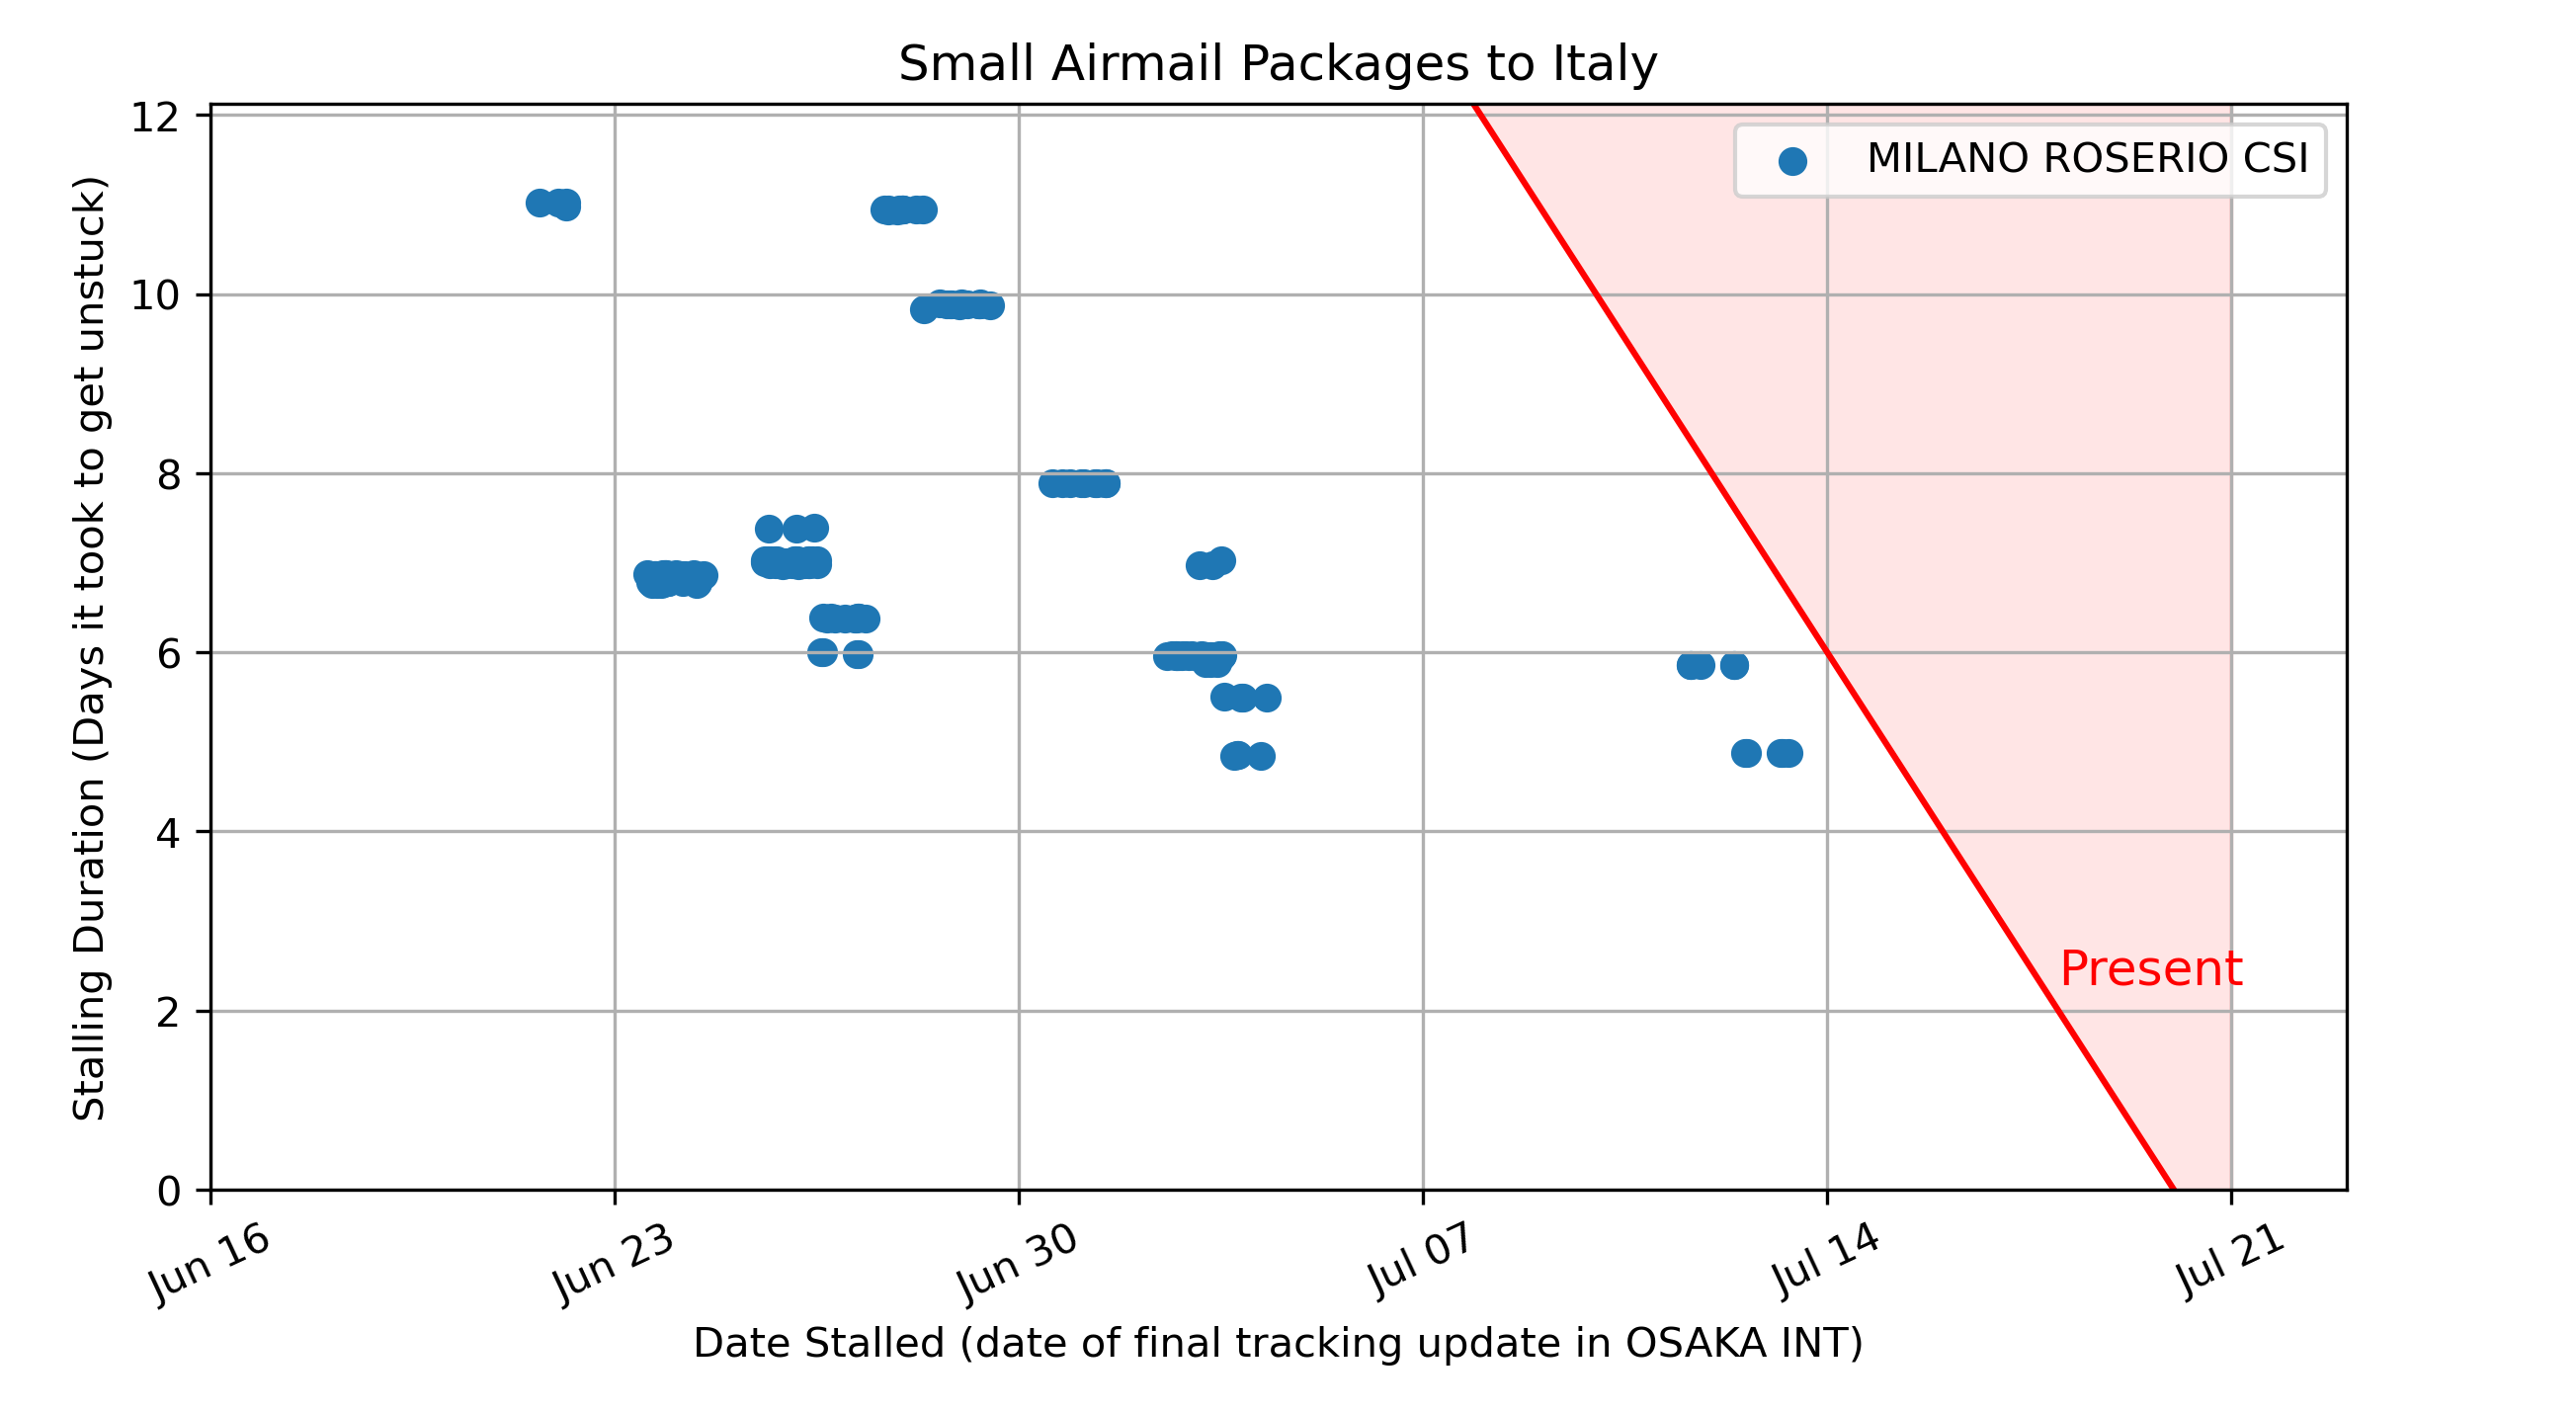 Small Airmail Packages to Italy
MILANO ROSERIO CSI
Stalling Duration (Days it took to get unstuck)
12
10
8
6
4
2
0
Present
Jun 16
Jun 23
Jun 30
Jul 07
Jul 14
Jul 21
Date Stalled (date of final tracking update in OSAKA INT)